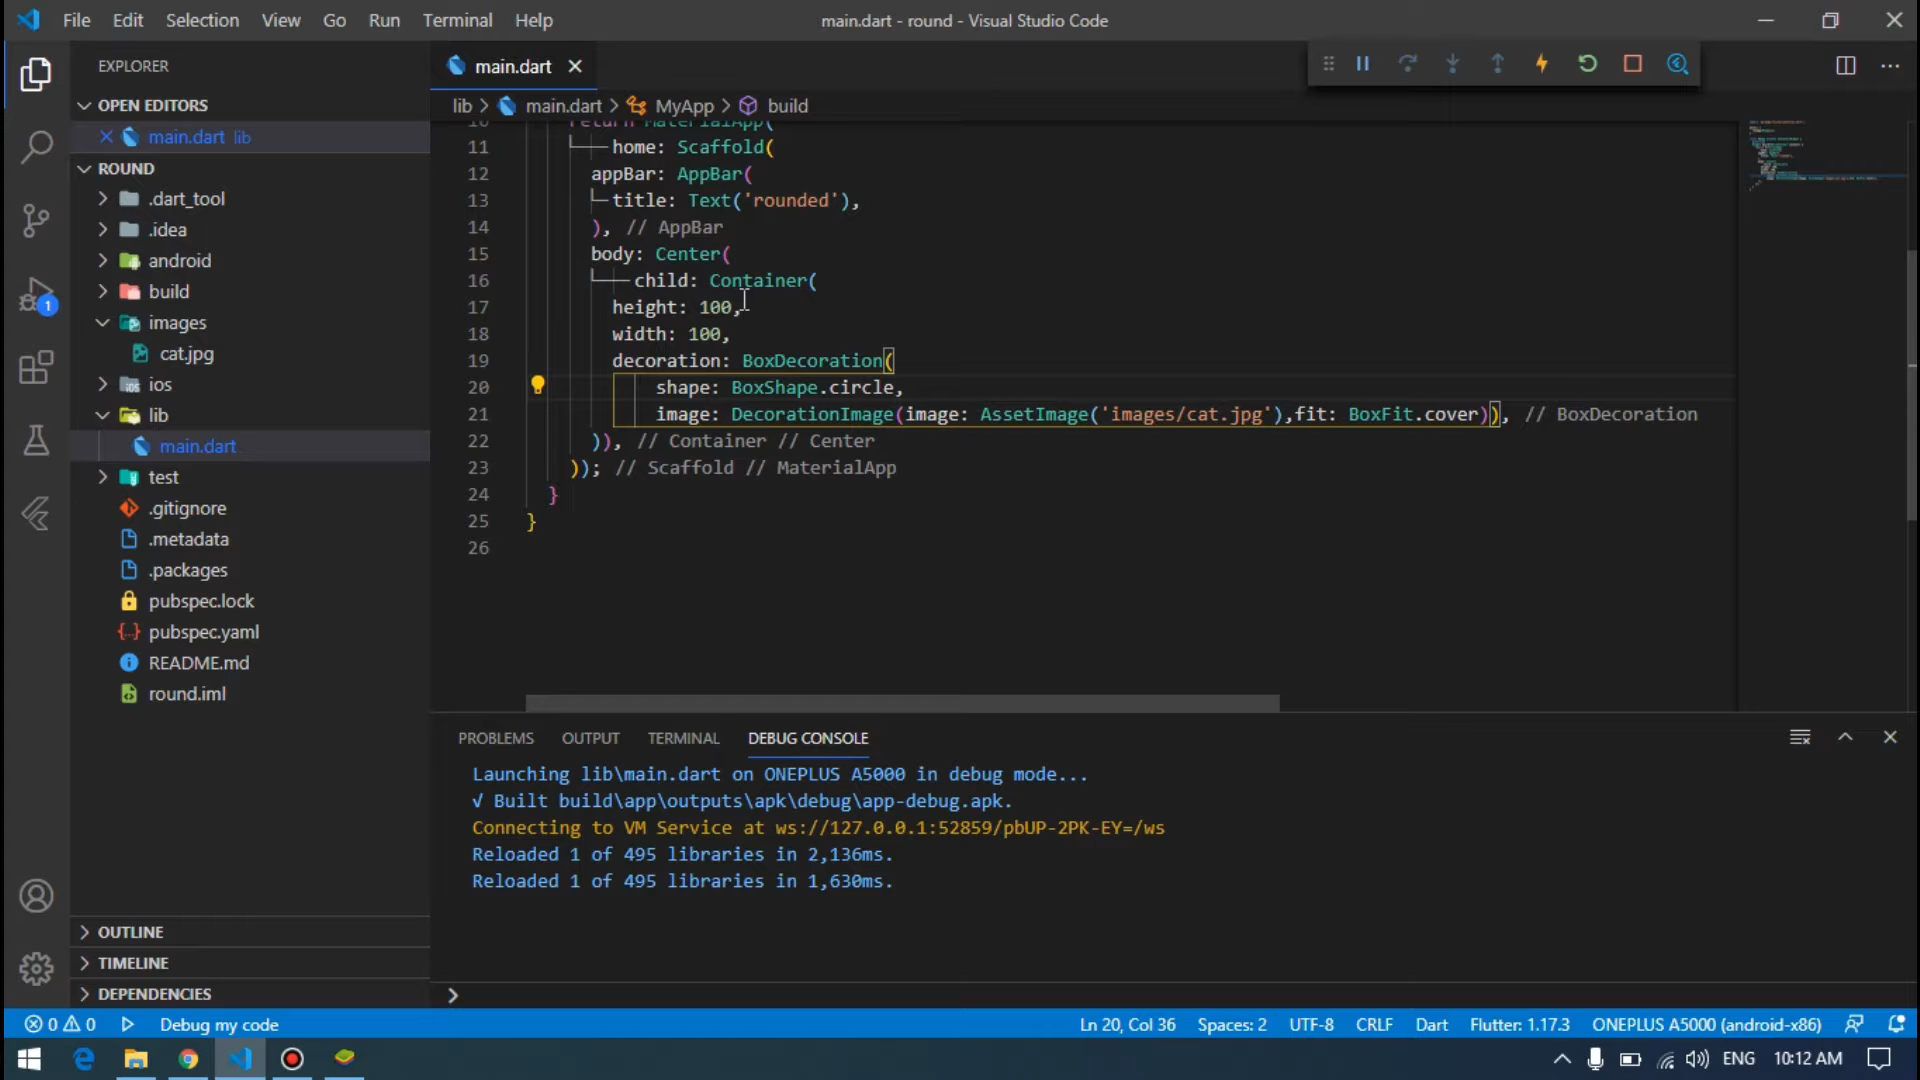 File Edit Selection View Go Run Terminal Help
main.dart - round - Visual Studio Code
EXPLORER
OPEN EDITORS
main.dart lib
ROUND
.dart_tool
.idea
android
build
images
cat.jpg
ios
lib
main.dart
test
.gitignore
.metadata
.packages
pubspec.lock
pubspec.yaml
README.md
round.iml
OUTLINE
TIMELINE
DEPENDENCIES
1
main.dart
lib > main.dart > MyApp > build
10 return MaterialApp(
11 home: Scaffold(
12 appBar: AppBar(
13 title: Text('rounded'),
14 ), // AppBar
15 body: Center(
16 child: Container(
17 height: 100,
18 width: 100,
19 decoration: BoxDecoration(
20 shape: BoxShape.circle,
21 image: DecorationImage(image: AssetImage('images/cat.jpg'),fit: BoxFit.cover)), // BoxDecoration
22 )), // Container // Center
23 )); // Scaffold // MaterialApp
24 }
25 }
26
PROBLEMS OUTPUT TERMINAL DEBUG CONSOLE
Launching lib\main.dart on ONEPLUS A5000 in debug mode...
√ Built build\app\outputs\apk\debug\app-debug.apk.
Connecting to VM Service at ws://127.0.0.1:52859/pbUP-2PK-EY=/ws
Reloaded 1 of 495 libraries in 2,136ms.
Reloaded 1 of 495 libraries in 1,630ms.
>
0 0 Debug my code
Ln 20, Col 36 Spaces: 2 UTF-8 CRLF Dart Flutter: 1.17.3 ONEPLUS A5000 (android-x86)
ENG 10:12 AM